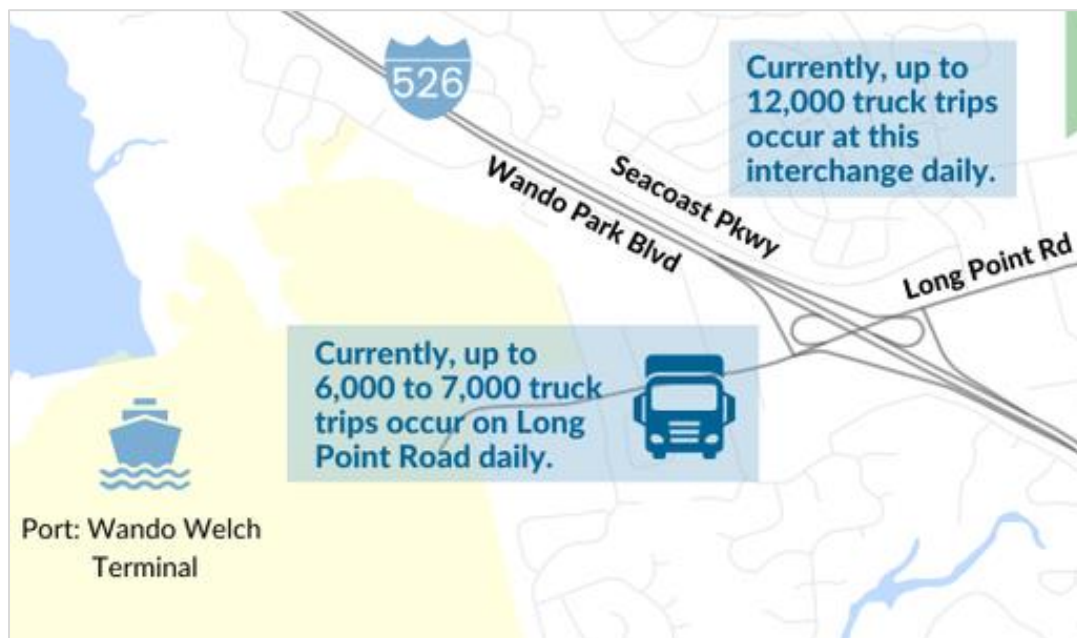 526
Currently, up to
12,000 truck trips
occur at this
interchange daily.
Seacoast Pkwy
Wando Park Blvd
Long Point Rd
Currently, up to
6,000 to 7,000 truck
trips occur on Long
Point Road daily.
Port: Wando Welch
Terminal